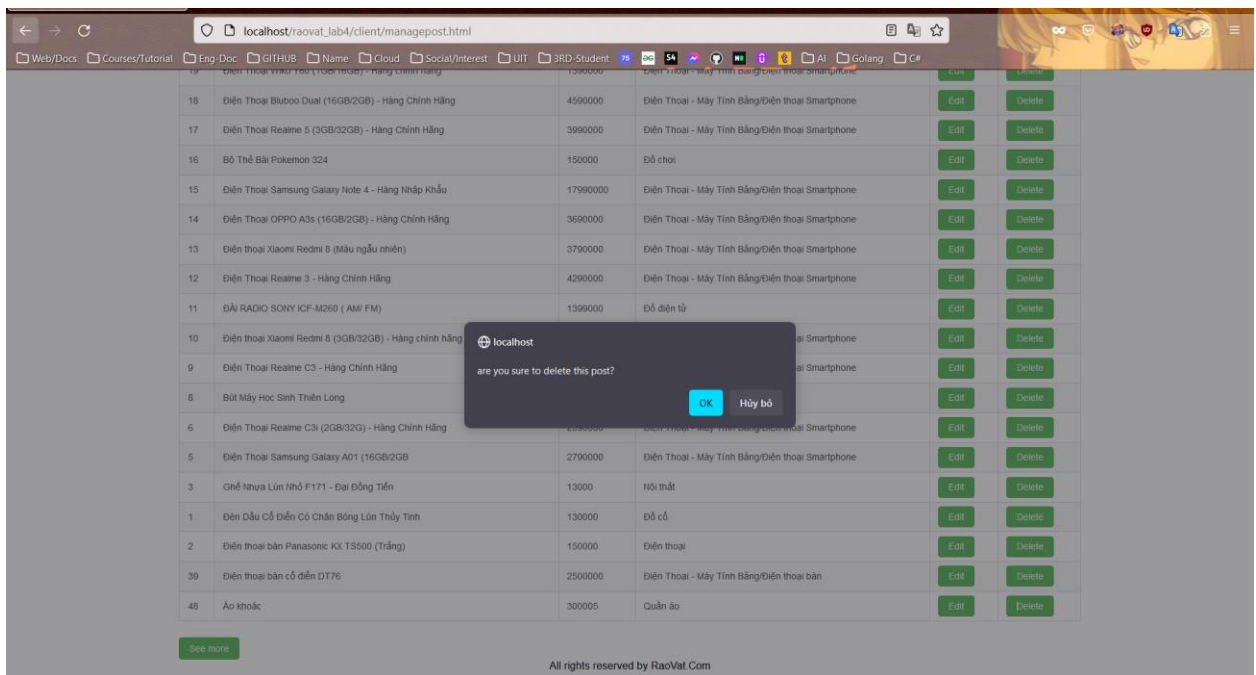 localhost/raovat_lab4/client/managepost.html
Web/Docs Courses/Tutorial Eng-Doc GITHUB Name Cloud Social/Interest UIT 3RD-Student AI Golang C#
18 Điện Thoại Bluboo Dual (16GB/2GB) - Hàng Chính Hãng 4590000 Điện Thoại - Máy Tính Bảng/Điện thoại Smartphone Edit Delete
17 Điện Thoại Realme 5 (3GB/32GB) - Hàng Chính Hãng 3990000 Điện Thoại - Máy Tính Bảng/Điện thoại Smartphone Edit Delete
16 Bộ Thẻ Bài Pokemon 324 150000 Đồ chơi Edit Delete
15 Điện Thoại Samsung Galaxy Note 4 - Hàng Nhập Khẩu 17990000 Điện Thoại - Máy Tính Bảng/Điện thoại Smartphone Edit Delete
14 Điện Thoại OPPO A3s (16GB/2GB) - Hàng Chính Hãng 3690000 Điện Thoại - Máy Tính Bảng/Điện thoại Smartphone Edit Delete
13 Điện thoại Xiaomi Redmi 8 (Màu ngẫu nhiên) 3790000 Điện Thoại - Máy Tính Bảng/Điện thoại Smartphone Edit Delete
12 Điện Thoại Realme 3 - Hàng Chính Hãng 4290000 Điện Thoại - Máy Tính Bảng/Điện thoại Smartphone Edit Delete
11 ĐÀI RADIO SONY ICF-M260 ( AM/ FM) 1399000 Đồ điện tử Edit Delete
10 Điện thoại Xiaomi Redmi 8 (3GB/32GB) - Hàng chính hãng Smartphone Edit Delete
9 Điện Thoại Realme C3 - Hàng Chính Hãng Smartphone Edit Delete
8 Bút Máy Học Sinh Thiên Long Edit Delete
localhost
are you sure to delete this post?
OK Hủy bỏ
6 Điện Thoại Realme C3i (2GB/32G) - Hàng Chính Hãng Smartphone Edit Delete
5 Điện Thoại Samsung Galaxy A01 (16GB/2GB 2790000 Điện Thoại - Máy Tính Bảng/Điện thoại Smartphone Edit Delete
3 Ghế Nhựa Lùn Nhỏ F171 - Đại Đồng Tiến 13000 Nội thất Edit Delete
1 Đèn Dầu Cổ Điển Có Chân Bóng Lùn Thủy Tinh 130000 Đồ cổ Edit Delete
2 Điện thoại bàn Panasonic KX TS500 (Trắng) 150000 Điện thoại Edit Delete
39 Điện thoại bàn cổ điển DT76 2500000 Điện Thoại - Máy Tính Bảng/Điện thoại bàn Edit Delete
48 Áo khoác 300005 Quần áo Edit Delete
See more
All rights reserved by RaoVat.Com